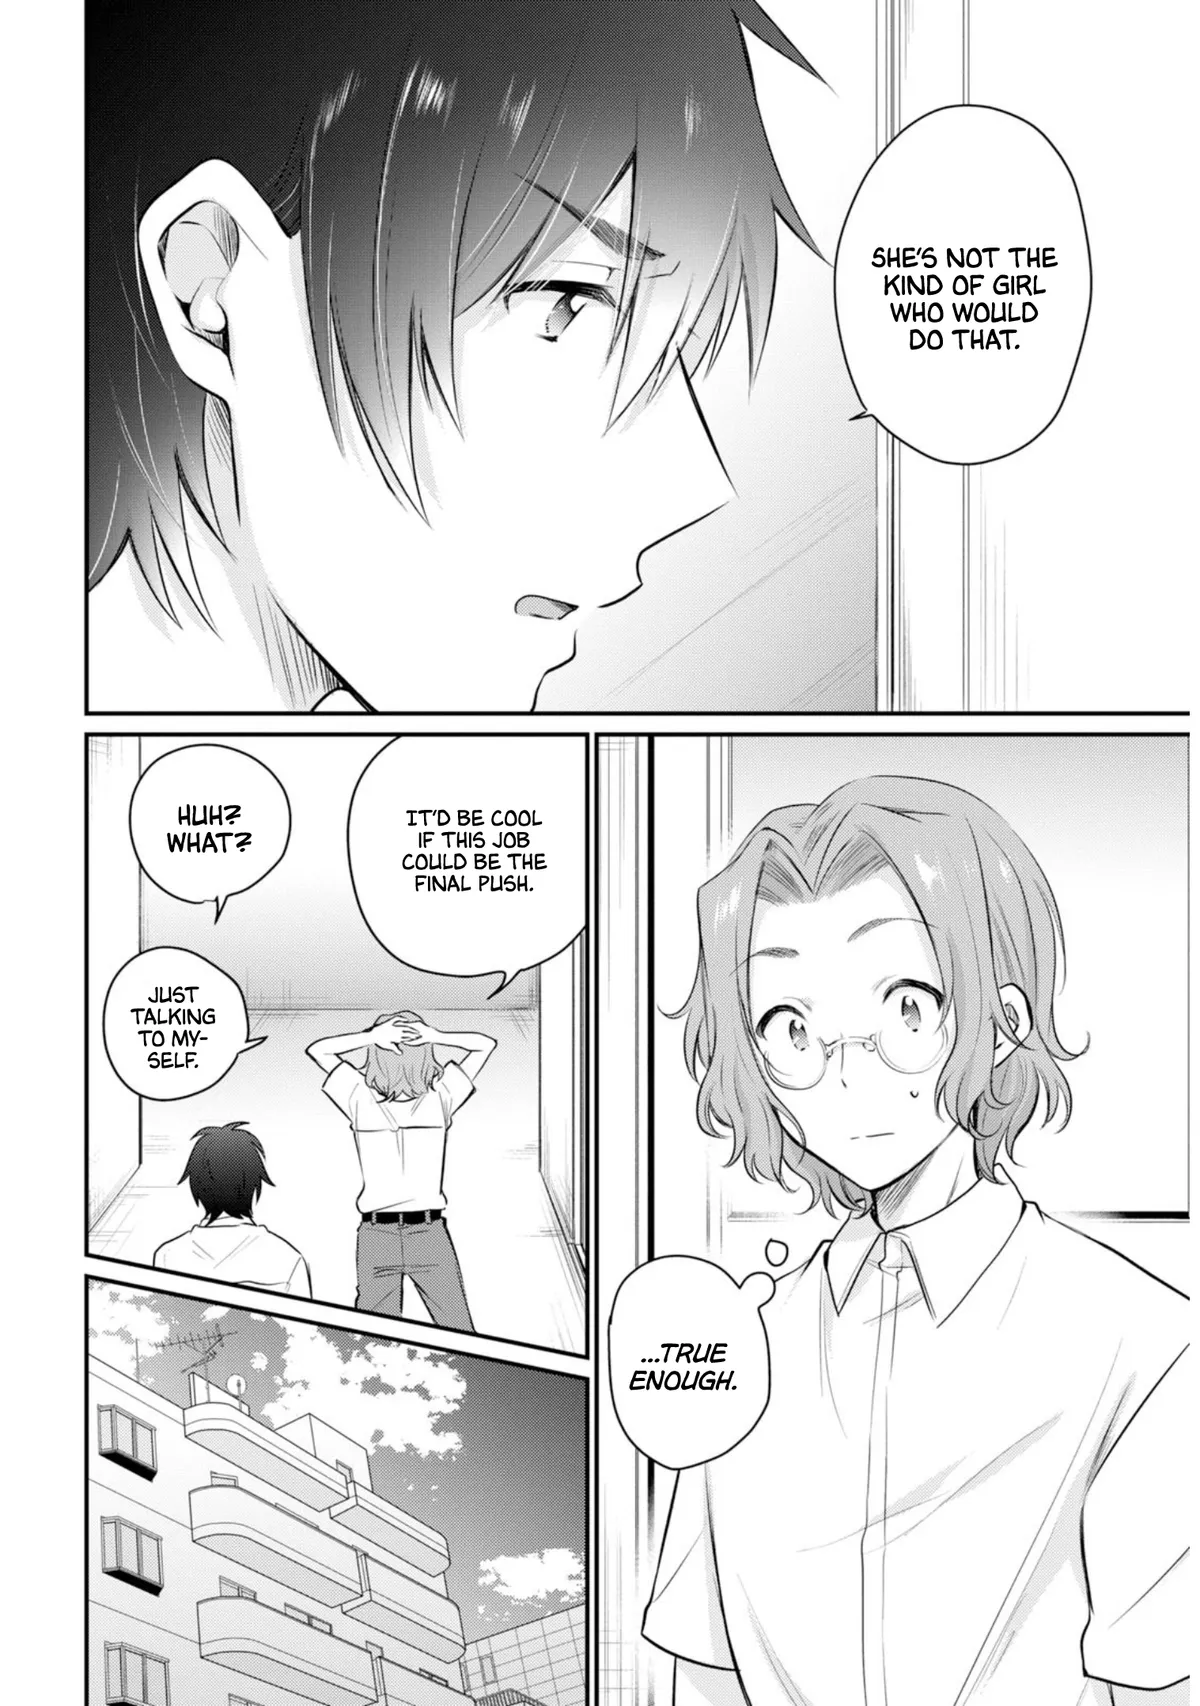 SHE'S NOT THE
KIND OF GIRL
WHO WOULD
DO THAT.
...TRUE
ENOUGH.
IT'D BE COOL
IF THIS JOB
COULD BE THE
FINAL PUSH.
HUH?
WHAT?
JUST
TALKING
TO MY-
SELF.